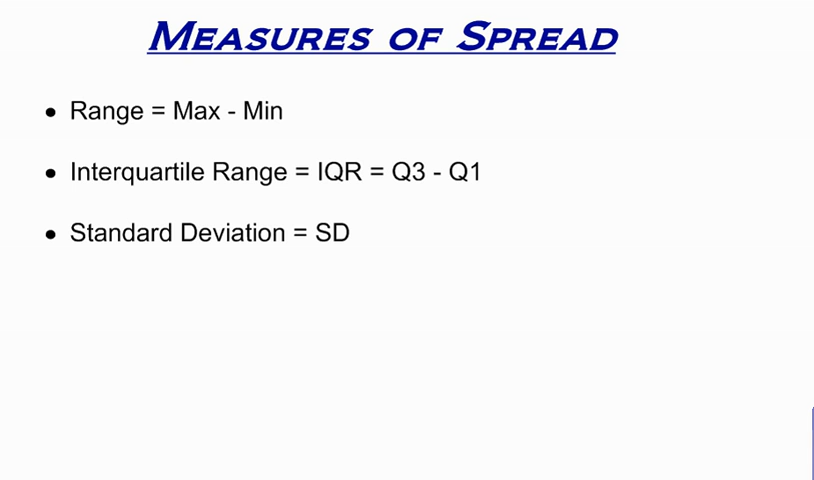 MEASURES OF SPREAD
• Range = Max - Min
• Interquartile Range = IQR = Q3 - Q1
• Standard Deviation = SD